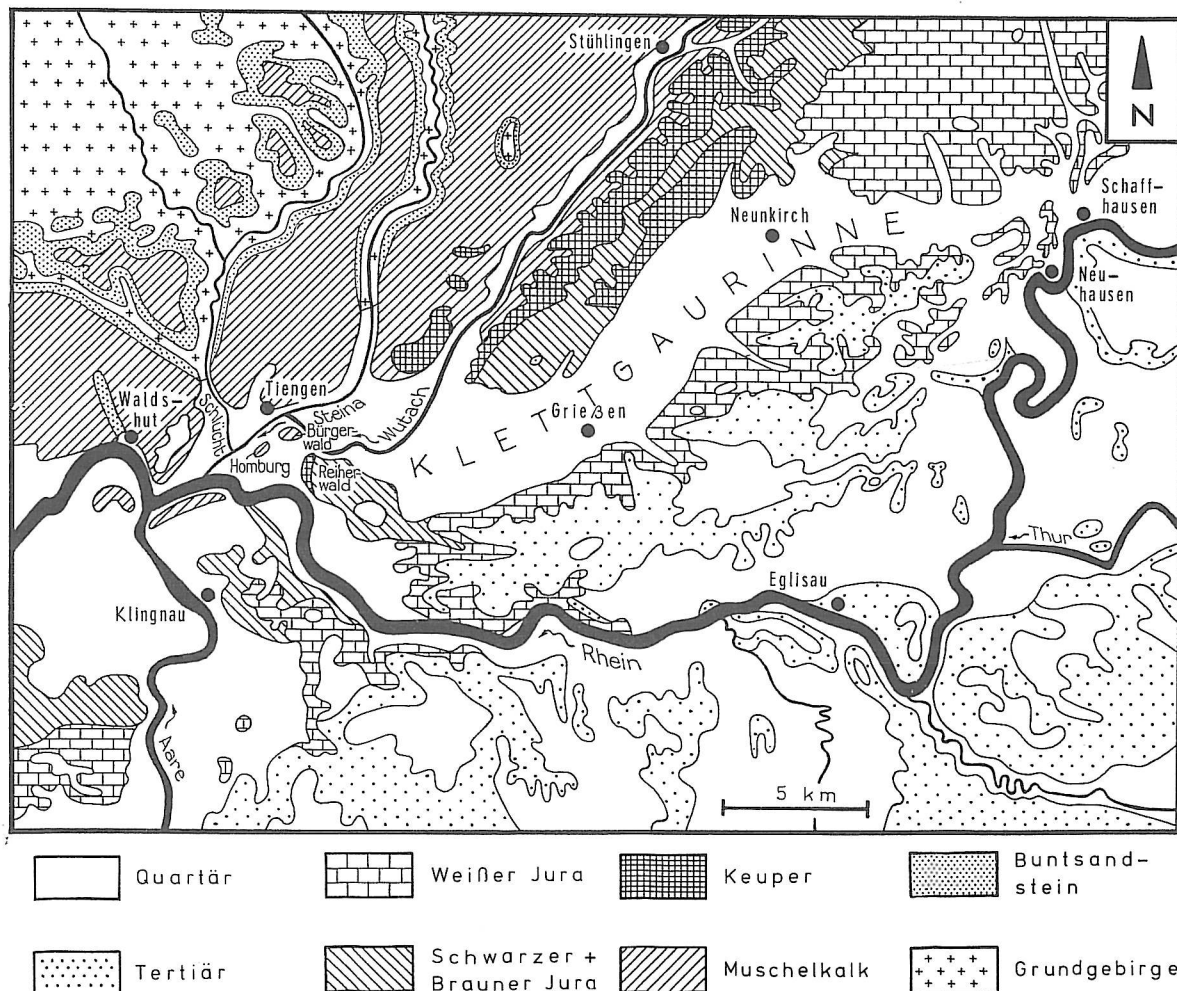 Stühlingen
N
Schaff-
hausen
Neunkirch
Neu-
hausen
KLETTGAURINNE
Tiengen
Walds-
hut
Schlücht
Steina
Bürger-
wald
Wutach
Grießen
Homburg
Reiher-
wald
Thur
Eglisau
Klingnau
Rhein
Aare
5 km
Quartär
Weißer Jura
Keuper
Buntsand-
stein
Tertiär
Schwarzer +
Brauner Jura
Muschelkalk
Grundgebirge